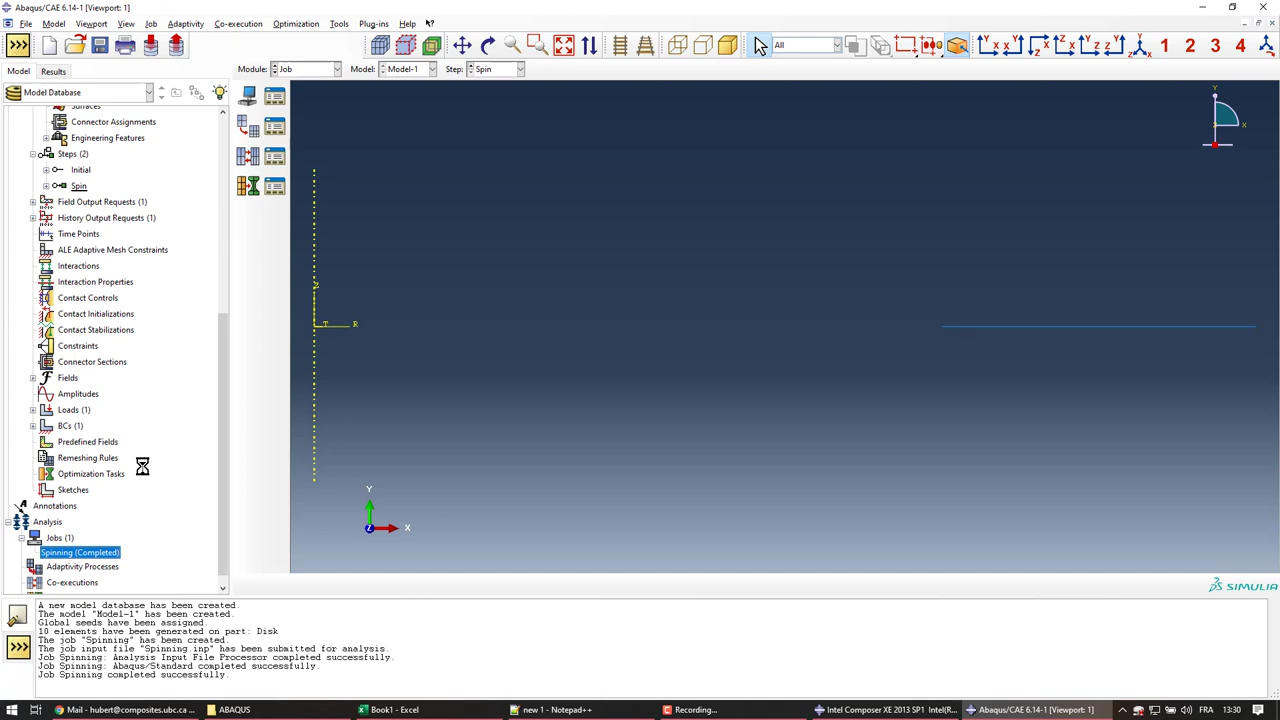 Abaqus/CAE 6.14-1 [Viewport: 1]
File Model Viewport View Job Adaptivity Co-execution Optimization Tools Plug-ins Help
All
1 2 3 4
Model Results
Module: Job Model: Model-1 Step: Spin
Model Database
Surfaces
Connector Assignments
Engineering Features
Steps (2)
Initial
Spin
Field Output Requests (1)
History Output Requests (1)
Time Points
ALE Adaptive Mesh Constraints
Interactions
Interaction Properties
Contact Controls
Contact Initializations
Contact Stabilizations
Constraints
Connector Sections
Fields
Amplitudes
Loads (1)
BCs (1)
Predefined Fields
Remeshing Rules
Optimization Tasks
Sketches
Annotations
Analysis
Jobs (1)
Spinning (Completed)
Adaptivity Processes
Co-executions
Y
X
Z
T R
Y
Z X
SIMULIA
A new model database has been created.
The model "Model-1" has been created.
Global seeds have been assigned.
10 elements have been generated on part: Disk
The job "Spinning" has been created.
The job input file "Spinning.inp" has been submitted for analysis.
Job Spinning: Analysis Input File Processor completed successfully.
Job Spinning: Abaqus/Standard completed successfully.
Job Spinning completed successfully.
Mail - hubert@composites.ubc.ca ... ABAQUS Book1 - Excel new 1 - Notepad++ Recording... Intel Composer XE 2013 SP1 Intel(R... Abaqus/CAE 6.14-1 [Vie... FRA 13:30